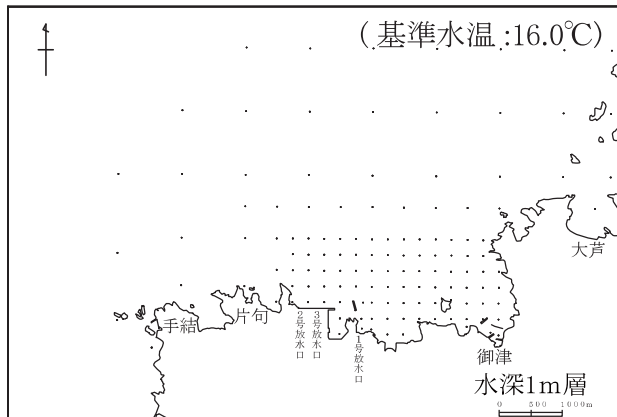 (基準水温:16.0℃)
大芦
手結
片句
2号放水口
3号放水口
1号放水口
御津
水深1m層
0 500 1000m